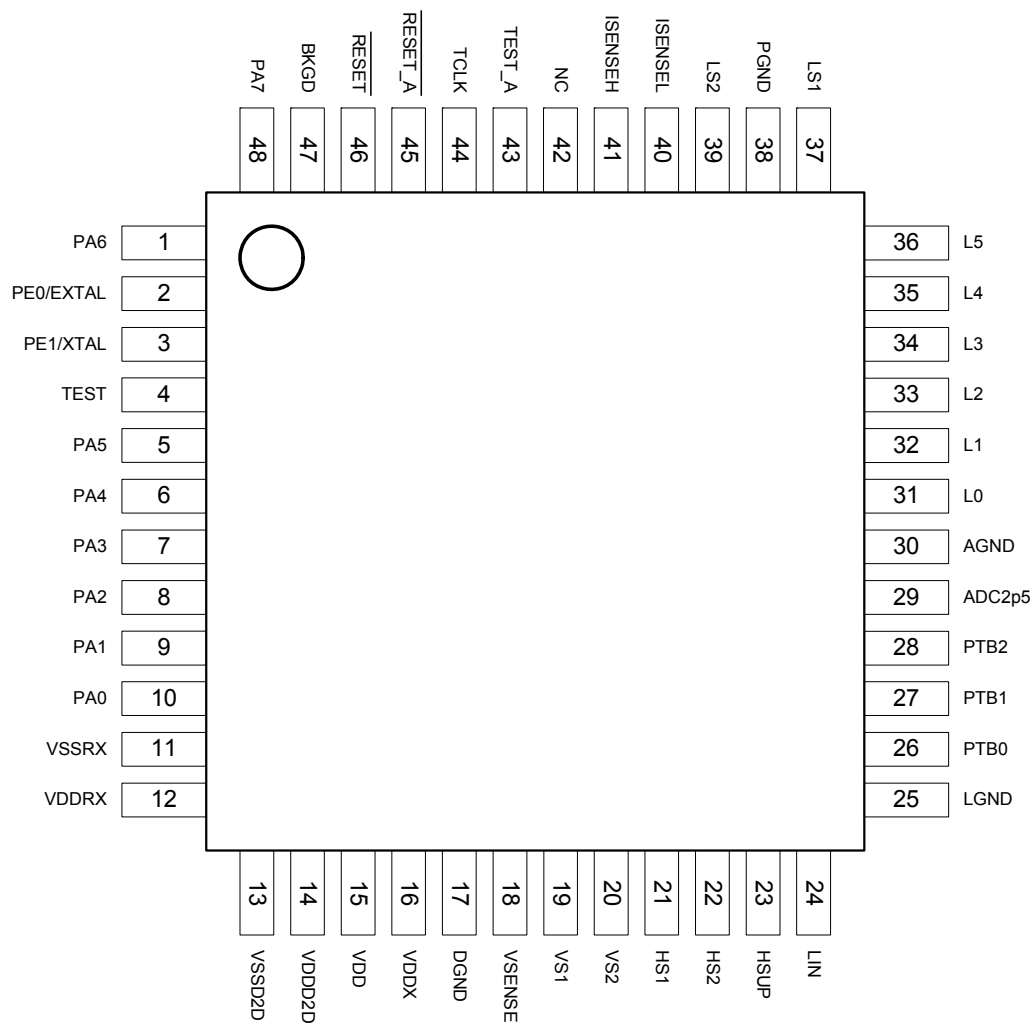 PA7 BKGD RESET RESET_A TCLK TEST_A NC ISENSEH ISENSEL LS2 PGND LS1
48 47 46 45 44 43 42 41 40 39 38 37
PA6 1 36 L5
PE0/EXTAL 2 35 L4
PE1/XTAL 3 34 L3
TEST 4 33 L2
PA5 5 32 L1
PA4 6 31 L0
PA3 7 30 AGND
PA2 8 29 ADC2p5
PA1 9 28 PTB2
PA0 10 27 PTB1
VSSRX 11 26 PTB0
VDDRX 12 25 LGND
13 14 15 16 17 18 19 20 21 22 23 24
VSSD2D VDDD2D VDD VDDX DGND VSENSE VS1 VS2 HS1 HS2 HSUP LIN